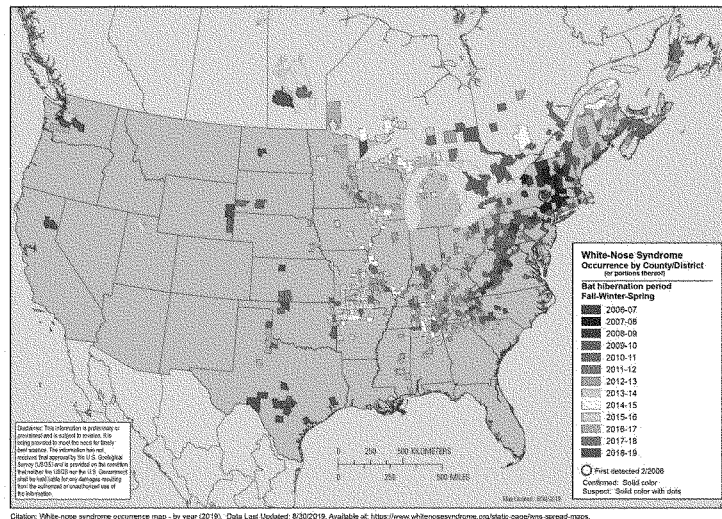 White-Nose Syndrome
Occurrence by County/District
(or portions thereof)
Bat hibernation period
Fall-Winter-Spring
2006-07
2007-08
2008-09
2009-10
2010-11
2011-12
2012-13
2013-14
2014-15
2015-16
2016-17
2017-18
2018-19
First detected 2/2006
Confirmed: Solid color
Suspect: Solid color with dots
Disclaimer: This information is preliminary or
provisional and is subject to revision. It is
being provided to meet the need for timely
best science. The information has not
received final approval by the U.S. Geological
Survey (USGS) and is provided on the condition
that neither the USGS nor the U.S. Government
shall be held liable for any damages resulting
from the authorized or unauthorized use of
the information.
0 250 500 KILOMETERS
0 250 500 MILES
Map Created: 8/30/2019
Citation: White-nose syndrome occurrence map - by year (2019). Data Last Updated: 8/30/2019. Available at: https://www.whitenosesyndrome.org/static-page/wns-spread-maps.